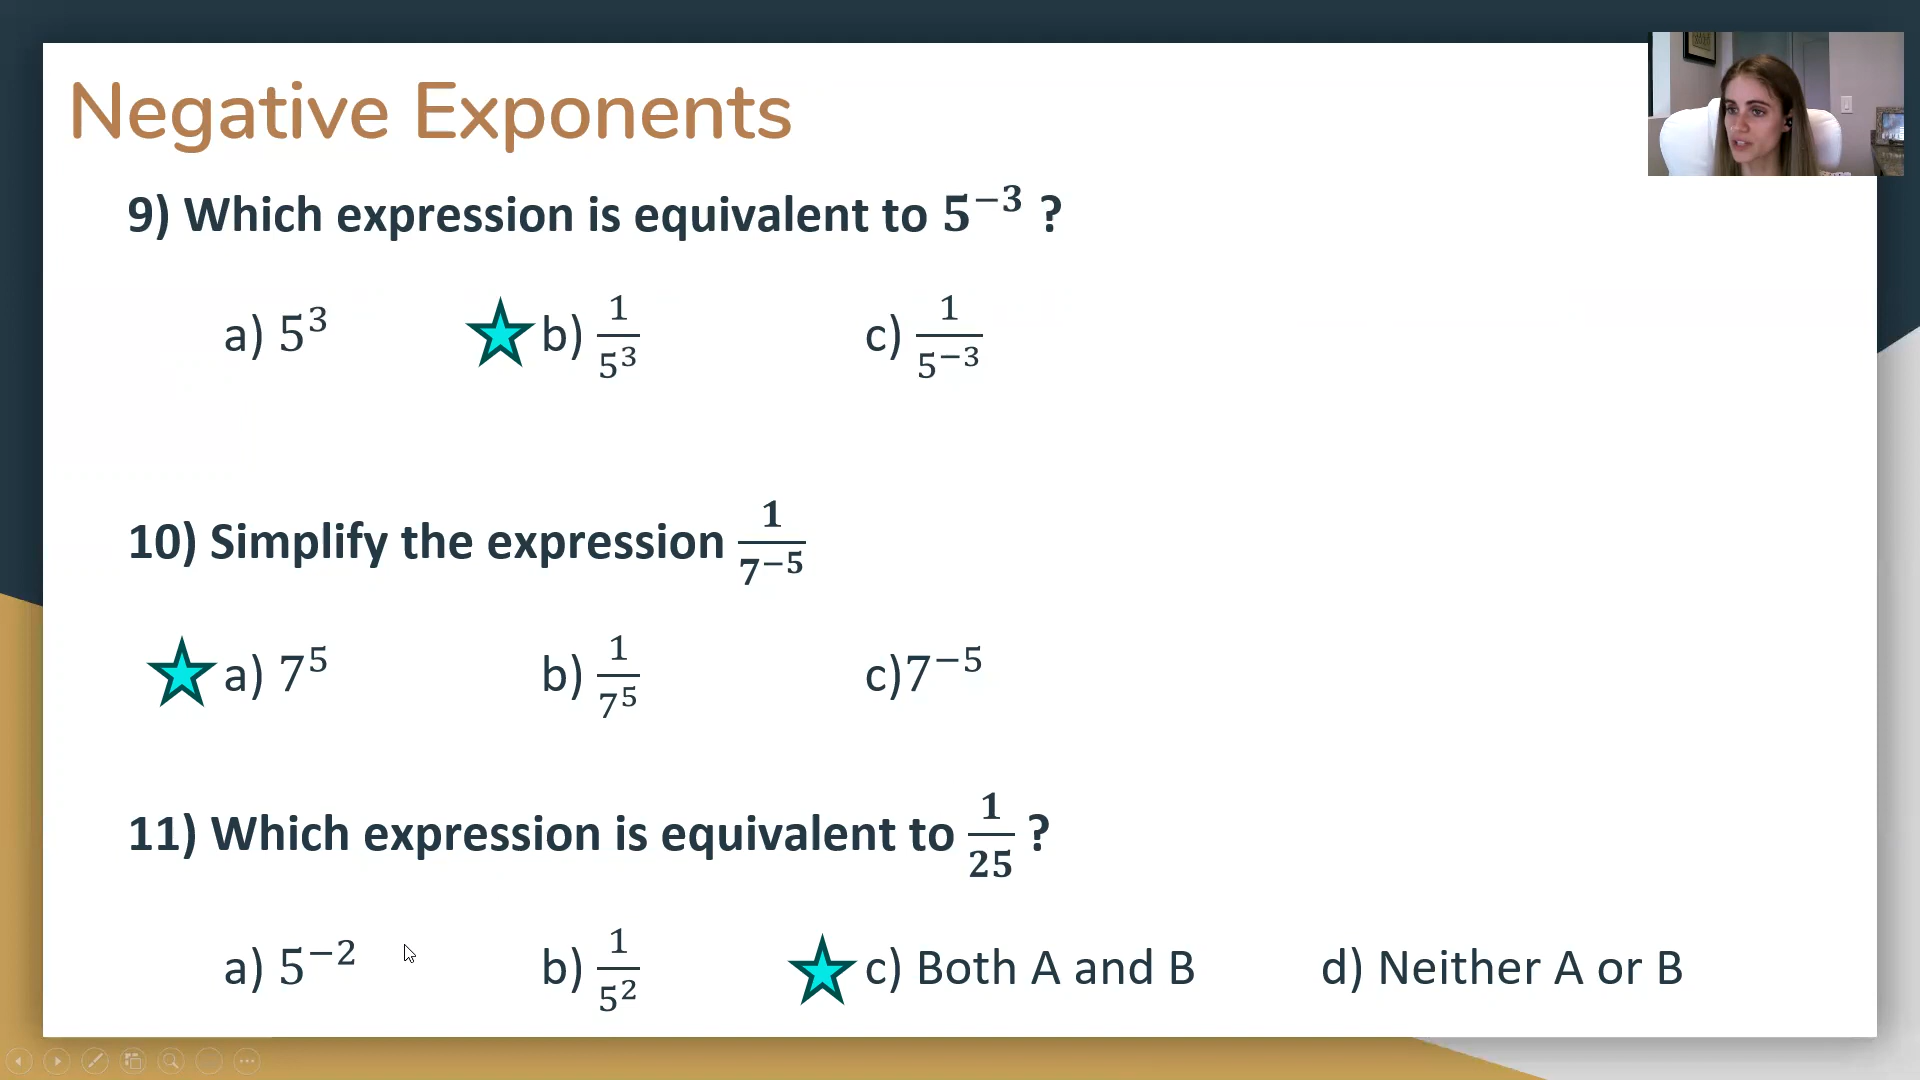 Negative Exponents
9) Which expression is equivalent to 5⁻³ ?
a) 5³ b) 1/5³ c) 1/5⁻³
10) Simplify the expression 1/7⁻⁵
a) 7⁵ b) 1/7⁵ c)7⁻⁵
11) Which expression is equivalent to 1/25 ?
a) 5⁻² b) 1/5² c) Both A and B d) Neither A or B